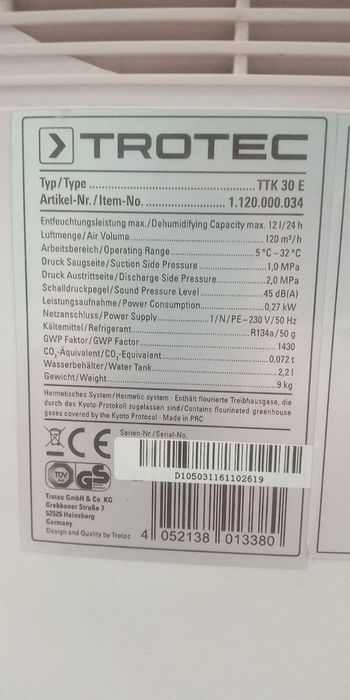 TROTEC
Typ/Type ........ TTK 30 E
Artikel-Nr./Item-No. ........ 1.120.000.034
Entfeuchtungsleistung max./Dehumidifying Capacity max. 12 l/24 h
Luftmenge/Air Volume ........ 120 m³/h
Arbeitsbereich/Operating Range ........ 5 °C – 32 °C
Druck Saugseite/Suction Side Pressure ........ 1,0 MPa
Druck Austrittseite/Discharge Side Pressure ........ 2,0 MPa
Schalldruckpegel/Sound Pressure Level ........ 45 dB(A)
Leistungsaufnahme/Power Consumption ........ 0,27 kW
Netzanschluss/Power Supply ........ 1/N/PE~230 V/50 Hz
Kältemittel/Refrigerant ........ R134a/50 g
GWP Faktor/GWP Factor ........ 1430
CO₂-Äquivalent/CO₂-Equivalent ........ 0,072 t
Wasserbehälter/Water Tank ........ 2,2 l
Gewicht/Weight ........ 9 kg
Hermetisches System/Hermetic system - Enthält flourierte Treibhausgase, die
durch das Kyoto-Protokoll zugelassen sind/Contains flourinated greenhouse
gases covered by the Kyoto Protocol - Made in PRC
CE
Serien-Nr./Serial-No.
D105031161102619
TÜV
GS
Trotec GmbH & Co. KG
Grebbener Straße 7
52525 Heinsberg
Germany
Design and Quality by Trotec
4 052138 013380